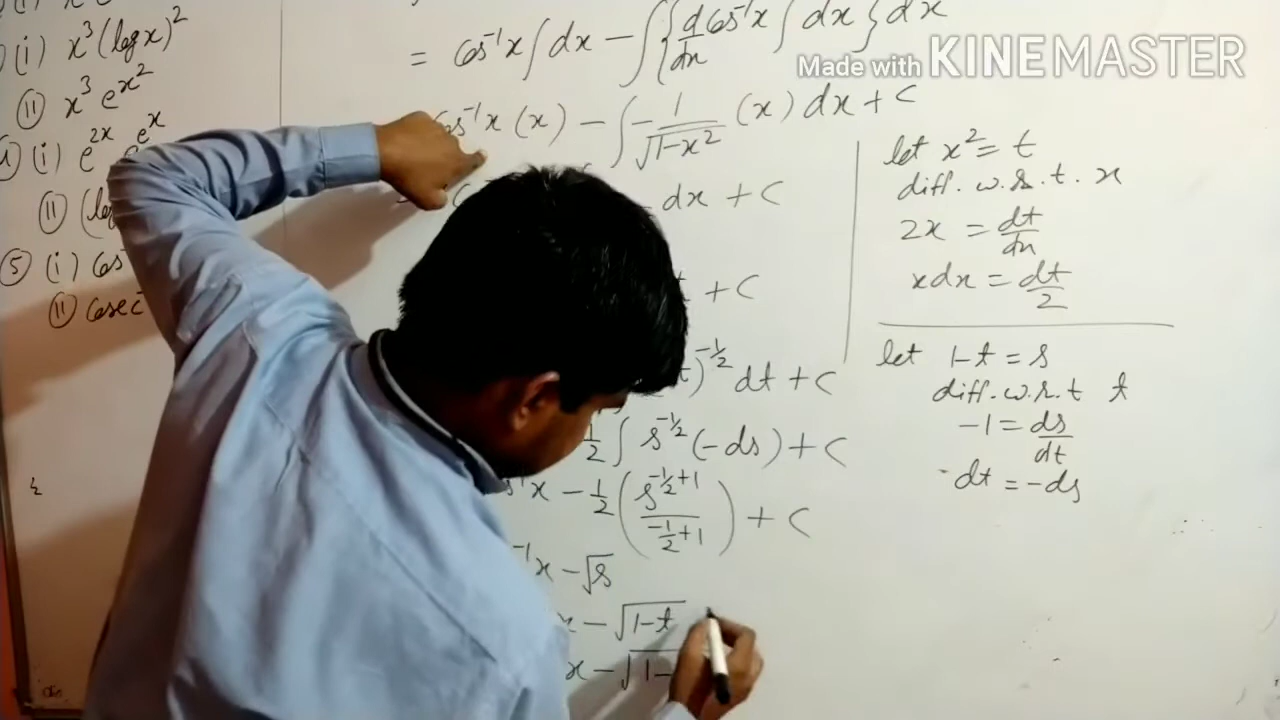 (i) x³(log x)²
(ii) x³ e^x²
(i) e^2x e^x
(ii) (log
⑤ (i) Cos
(ii) Cosec
= Cos⁻¹x ∫dx − ∫{d/dx Cos⁻¹x ∫dx} dx
Made with KINEMASTER
Cos⁻¹x (x) − ∫ −1/√1−x² (x) dx + C
dx + C
+ C
)^−1/2 dt + C
1/2 ∫ s^−1/2 (−ds) + C
x − 1/2 (s^−1/2+1 / −1/2+1) + C
⁻¹x − √s
x − √1−t
x − √1−
let x² = t
diff. w.r.t. x
2x = dt/dx
xdx = dt/2
let 1−t = s
diff. w.r.t t
−1 = ds/dt
dt = −ds